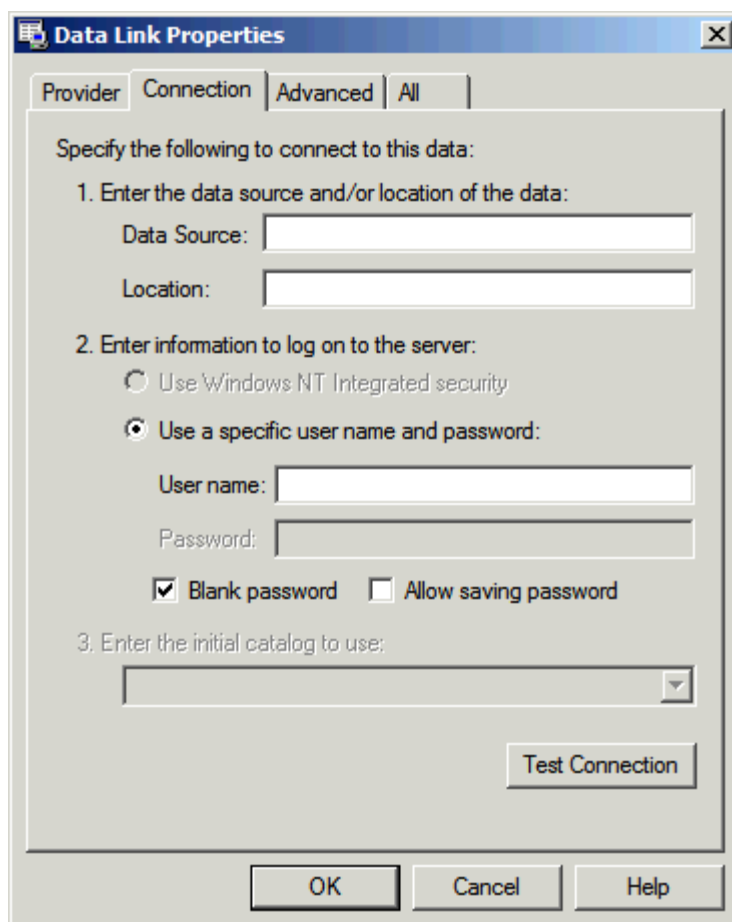 Data Link Properties
Provider Connection Advanced All
Specify the following to connect to this data:
1. Enter the data source and/or location of the data:
Data Source:
Location:
2. Enter information to log on to the server:
Use Windows NT Integrated security
Use a specific user name and password:
User name:
Password:
Blank password Allow saving password
3. Enter the initial catalog to use:
Test Connection
OK Cancel Help